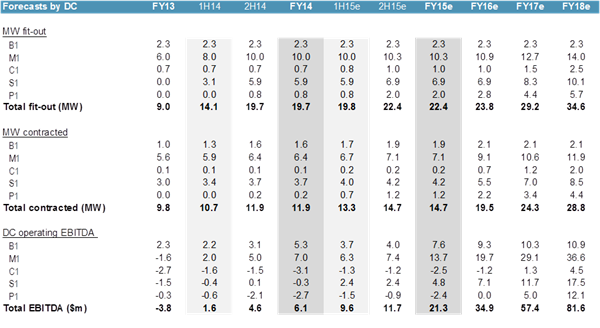 Forecasts by DC FY13 1H14 2H14 FY14 1H15e 2H15e FY15e FY16e FY17e FY18e
MW fit-out
B1 2.3 2.3 2.3 2.3 2.3 2.3 2.3 2.3 2.3 2.3
M1 6.0 8.0 10.0 10.0 10.0 10.3 10.3 10.9 12.7 14.0
C1 0.7 0.7 0.7 0.7 0.8 1.0 1.0 1.0 1.5 2.5
S1 0.0 3.1 5.9 5.9 5.9 6.9 6.9 6.9 8.3 10.1
P1 0.0 0.0 0.8 0.8 0.8 2.0 2.0 2.8 4.4 5.7
Total fit-out (MW) 9.0 14.1 19.7 19.7 19.8 22.4 22.4 23.8 29.2 34.6
MW contracted
B1 1.0 1.3 1.6 1.6 1.7 1.9 1.9 2.1 2.1 2.1
M1 5.6 5.9 6.4 6.4 6.7 7.1 7.1 9.1 10.6 11.9
C1 0.1 0.1 0.1 0.1 0.2 0.2 0.2 0.7 1.2 2.0
S1 3.0 3.4 3.7 3.7 4.0 4.2 4.2 5.5 7.0 8.5
P1 0.0 0.0 0.2 0.2 0.7 1.2 1.2 2.2 3.4 4.4
Total contracted (MW) 9.8 10.7 11.9 11.9 13.3 14.7 14.7 19.5 24.3 28.8
DC operating EBITDA
B1 2.3 2.2 3.1 5.3 3.7 4.0 7.6 9.3 10.3 10.9
M1 -1.6 2.0 5.0 7.0 6.3 7.4 13.7 19.7 29.1 36.6
C1 -2.7 -1.6 -1.5 -3.1 -1.3 -1.2 -2.5 -1.2 1.3 4.5
S1 -1.5 -0.4 0.1 -0.3 2.4 2.4 4.8 7.1 11.7 17.5
P1 -0.3 -0.6 -2.1 -2.7 -1.5 -0.9 -2.4 0.0 5.0 12.1
Total EBITDA ($m) -3.8 1.6 4.6 6.1 9.6 11.7 21.3 34.9 57.4 81.6